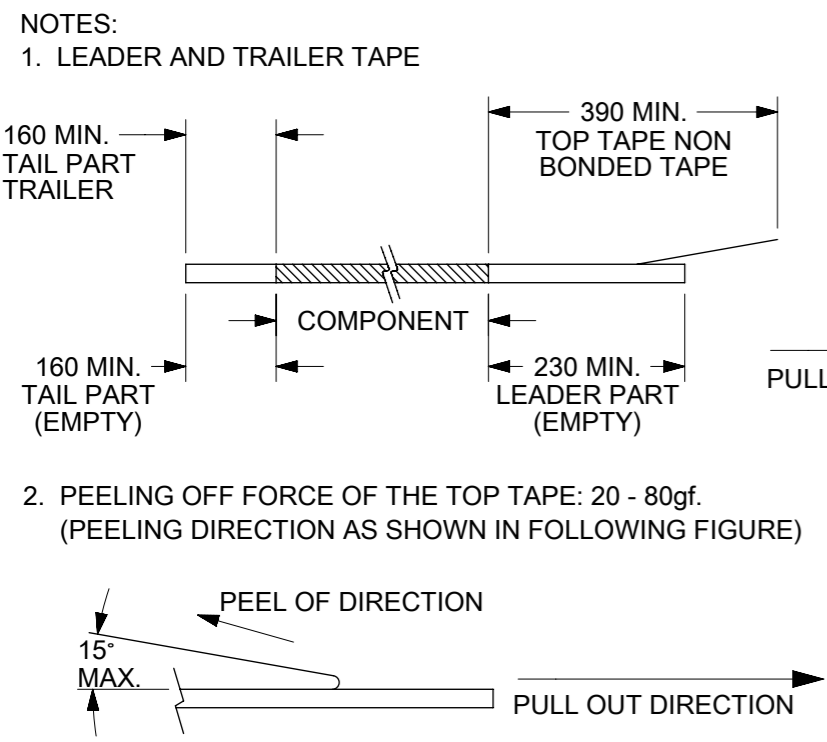 NOTES:
1. LEADER AND TRAILER TAPE
160 MIN.
TAIL PART
TRAILER
390 MIN.
TOP TAPE NON
BONDED TAPE
COMPONENT
160 MIN.
TAIL PART
(EMPTY)
230 MIN.
LEADER PART
(EMPTY)
PULL
2. PEELING OFF FORCE OF THE TOP TAPE: 20 - 80gf.
(PEELING DIRECTION AS SHOWN IN FOLLOWING FIGURE)
PEEL OF DIRECTION
15°
MAX.
PULL OUT DIRECTION